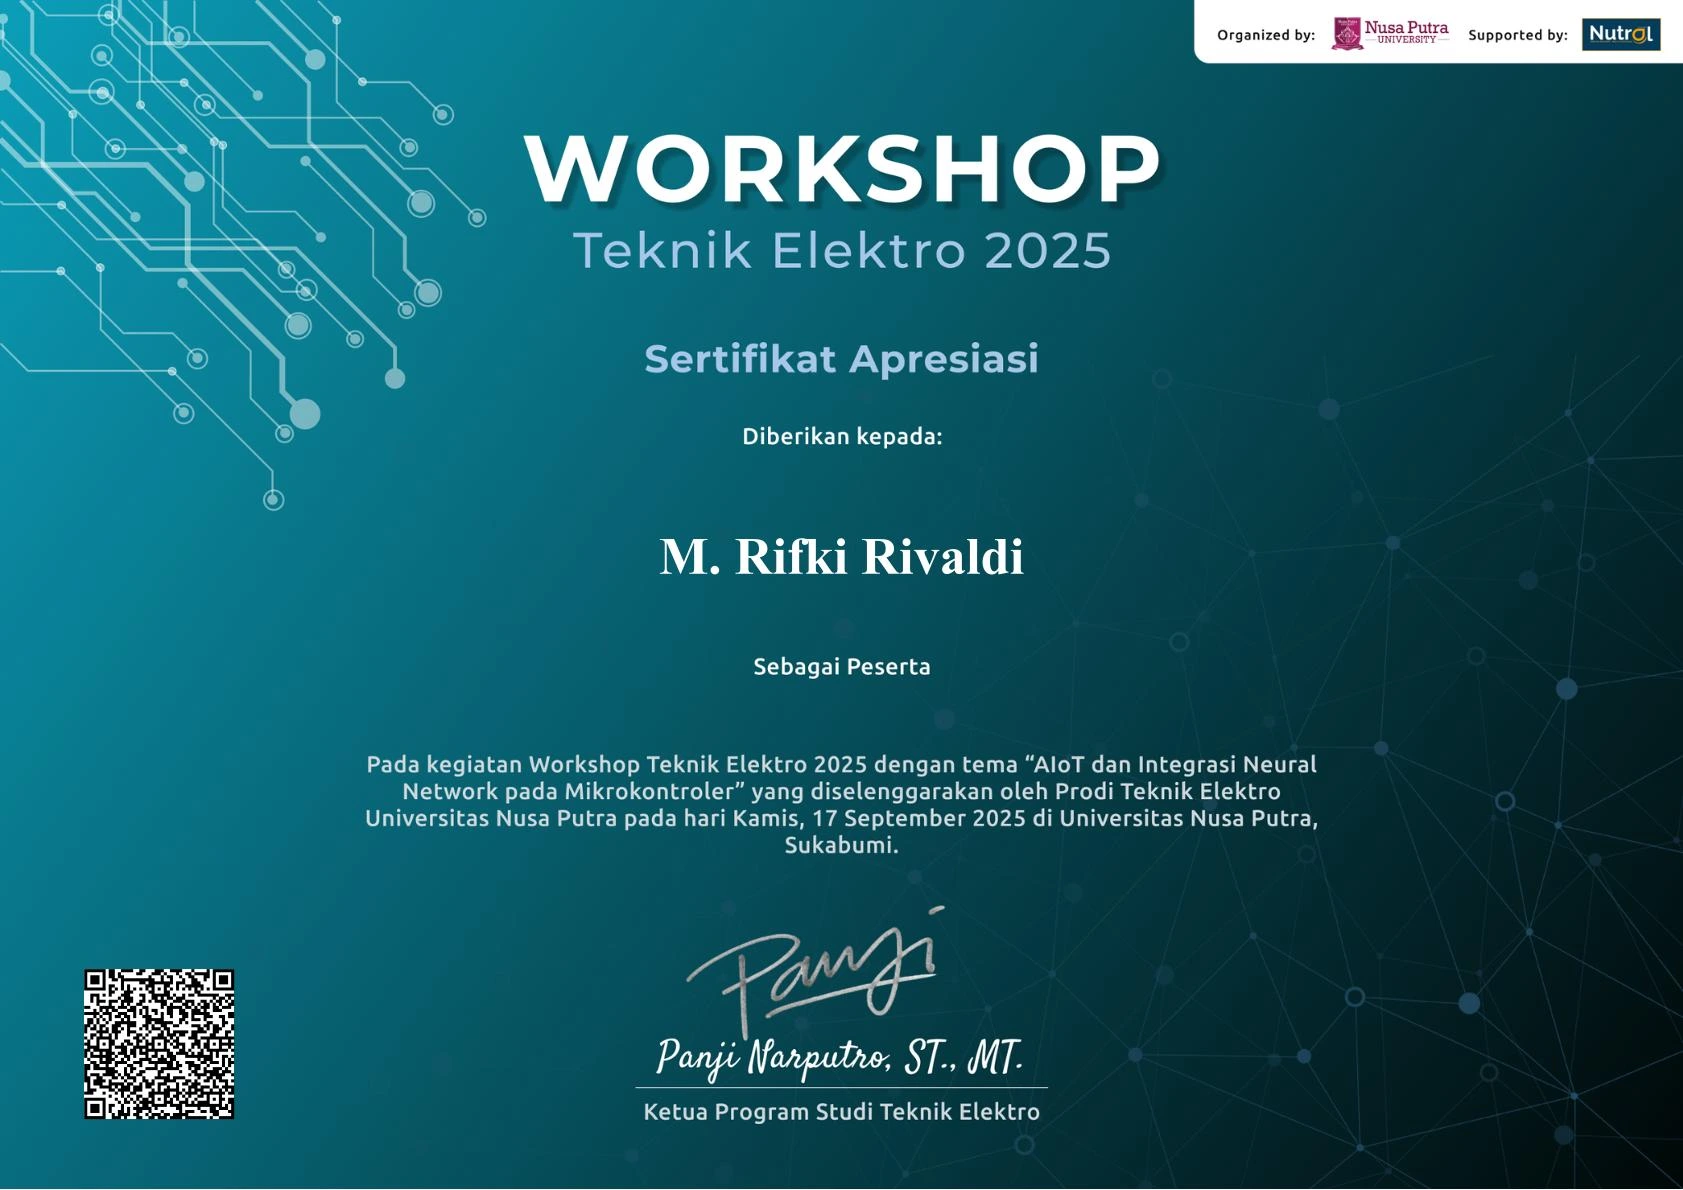 Organized by: Nusa Putra UNIVERSITY Supported by: Nutral
WORKSHOP
Teknik Elektro 2025
Sertifikat Apresiasi
Diberikan kepada:
M. Rifki Rivaldi
Sebagai Peserta
Pada kegiatan Workshop Teknik Elektro 2025 dengan tema “AIoT dan Integrasi Neural
Network pada Mikrokontroler” yang diselenggarakan oleh Prodi Teknik Elektro
Universitas Nusa Putra pada hari Kamis, 17 September 2025 di Universitas Nusa Putra,
Sukabumi.
Panji
Panji Narputro, ST., MT.
Ketua Program Studi Teknik Elektro